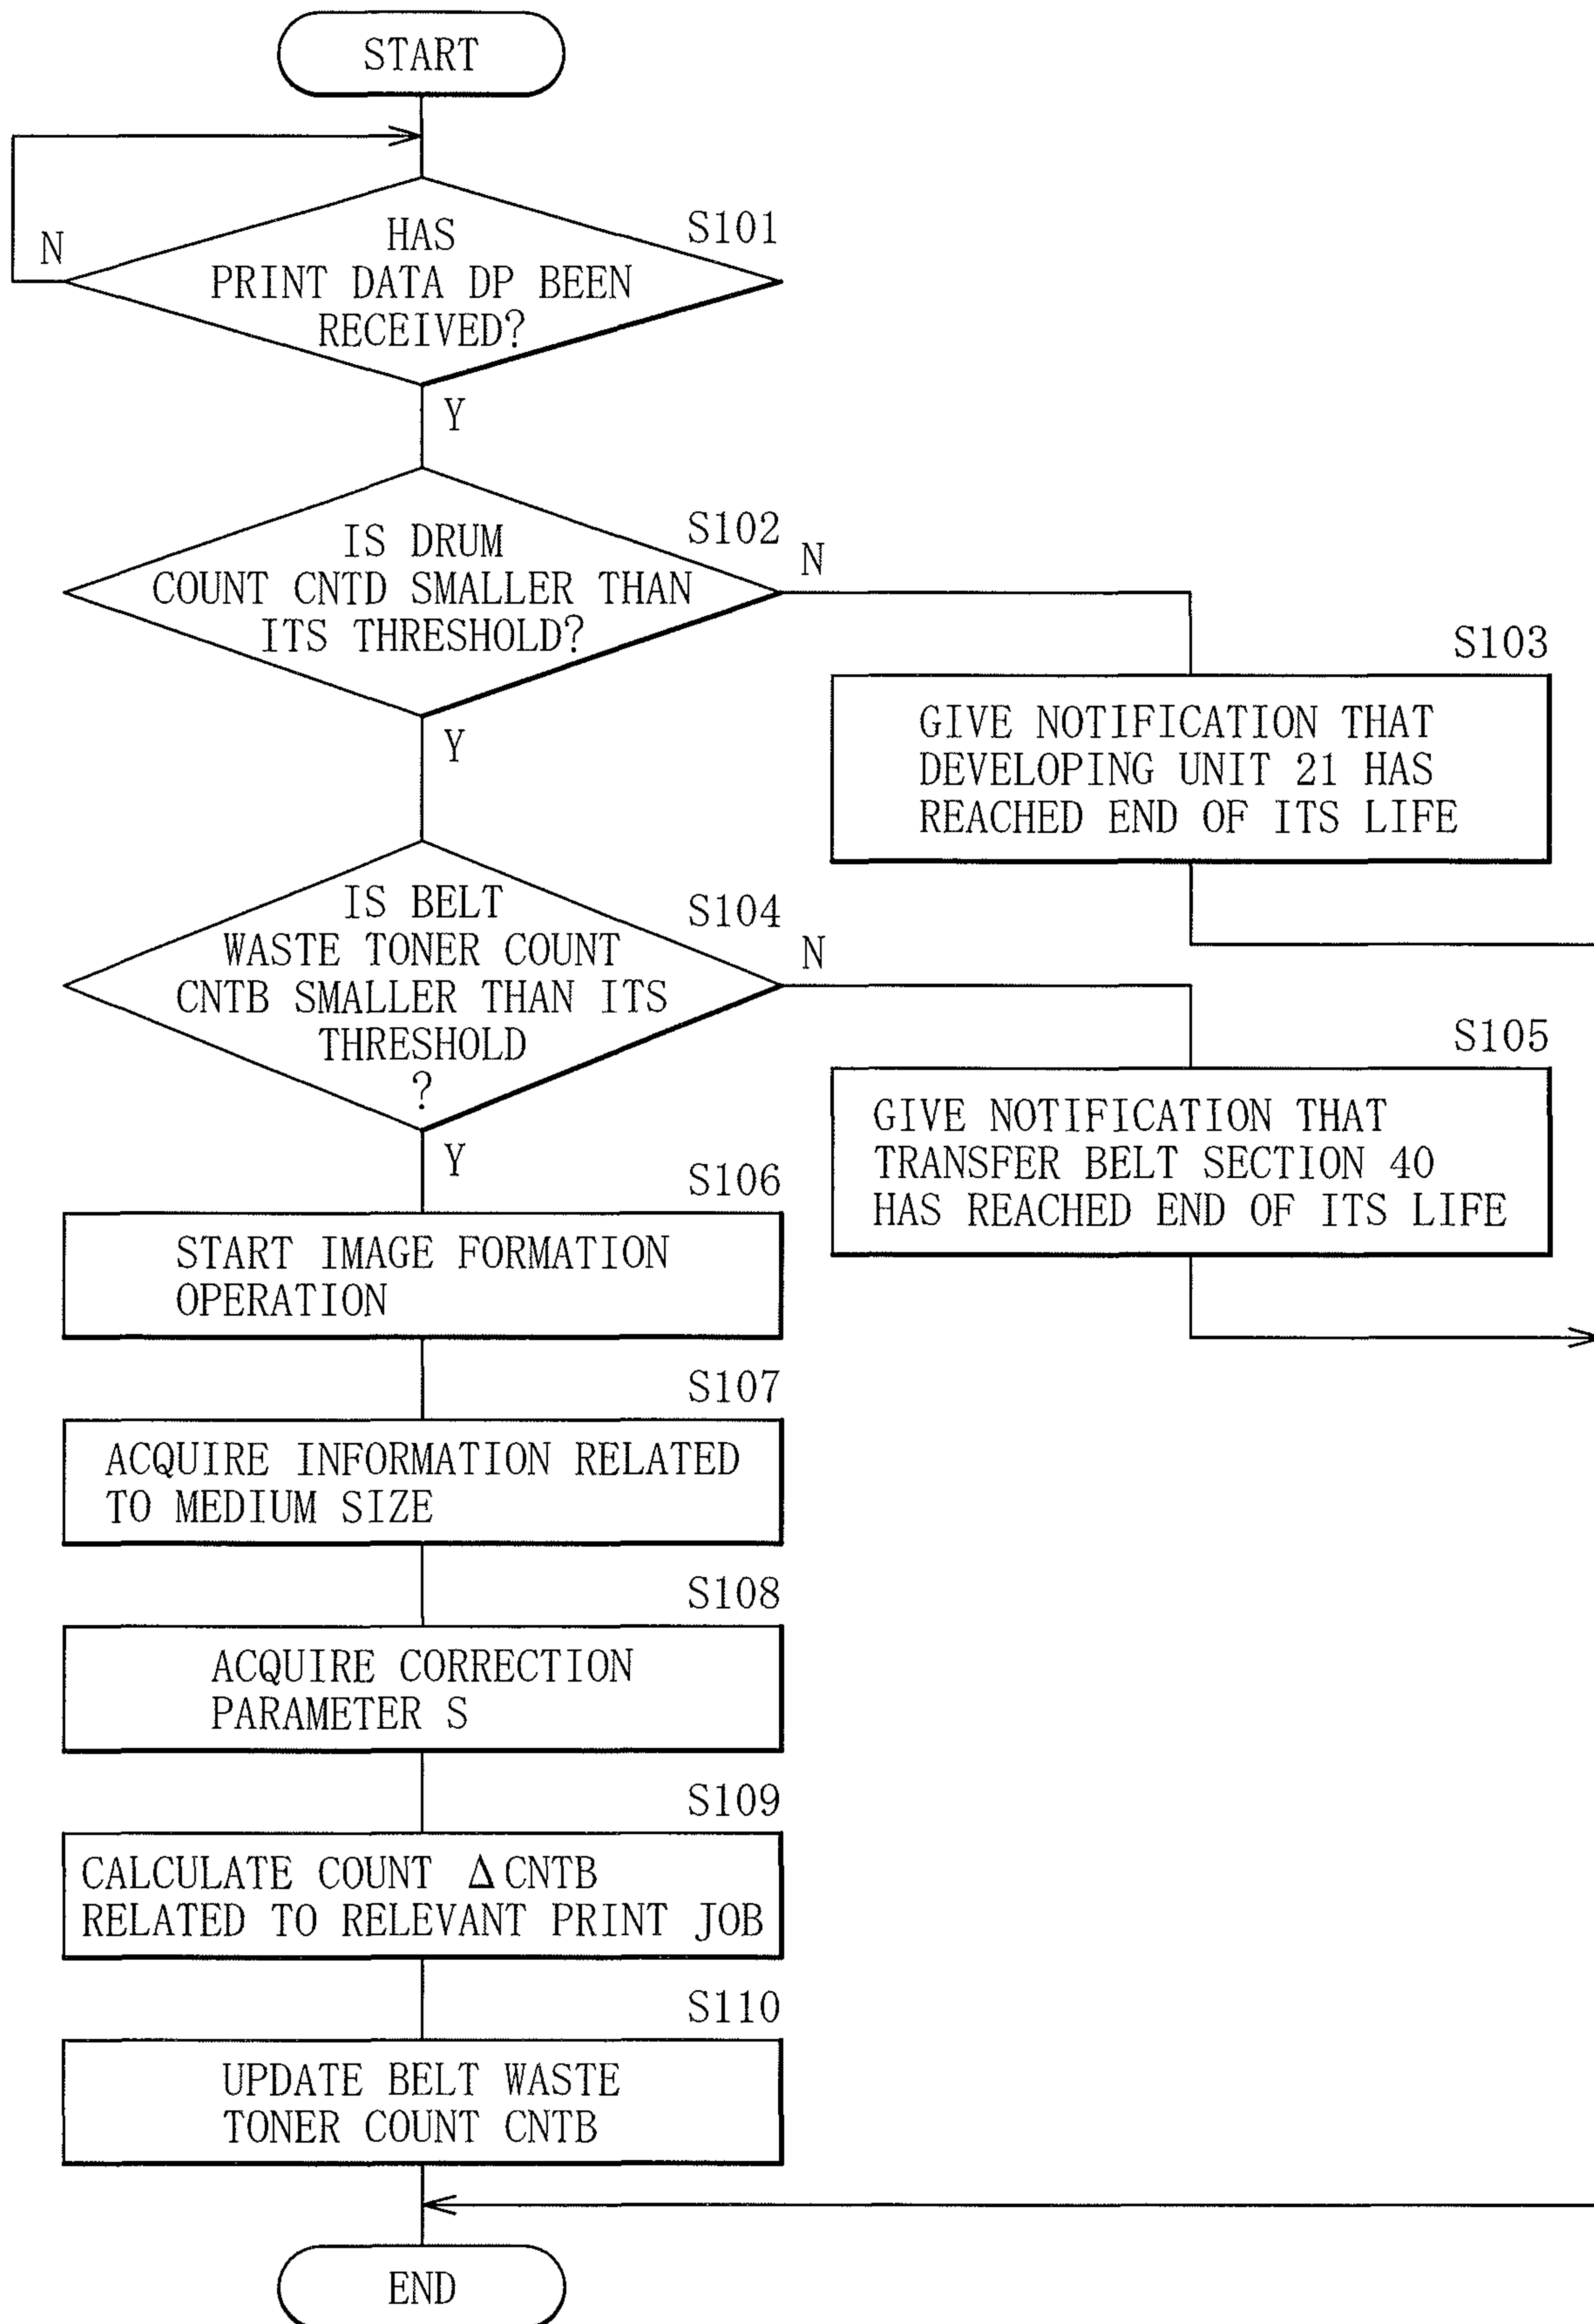 START
S101
N
HAS
PRINT DATA DP BEEN
RECEIVED?
Y
S102
N
IS DRUM
COUNT CNTD SMALLER THAN
ITS THRESHOLD?
Y
S103
GIVE NOTIFICATION THAT
DEVELOPING UNIT 21 HAS
REACHED END OF ITS LIFE
S104
N
IS BELT
WASTE TONER COUNT
CNTB SMALLER THAN ITS
THRESHOLD
?
Y
S105
GIVE NOTIFICATION THAT
TRANSFER BELT SECTION 40
HAS REACHED END OF ITS LIFE
S106
START IMAGE FORMATION
OPERATION
S107
ACQUIRE INFORMATION RELATED
TO MEDIUM SIZE
S108
ACQUIRE CORRECTION
PARAMETER S
S109
CALCULATE COUNT ΔCNTB
RELATED TO RELEVANT PRINT JOB
S110
UPDATE BELT WASTE
TONER COUNT CNTB
END